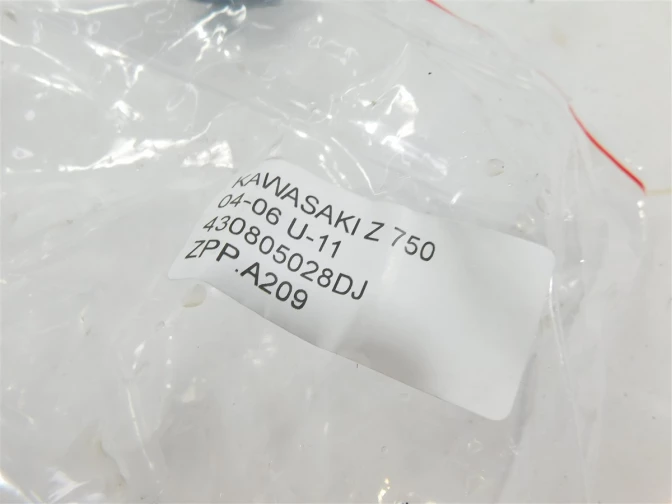 KAWASAKI Z 750
04-06 U-11
430805028DJ
ZPP.A209